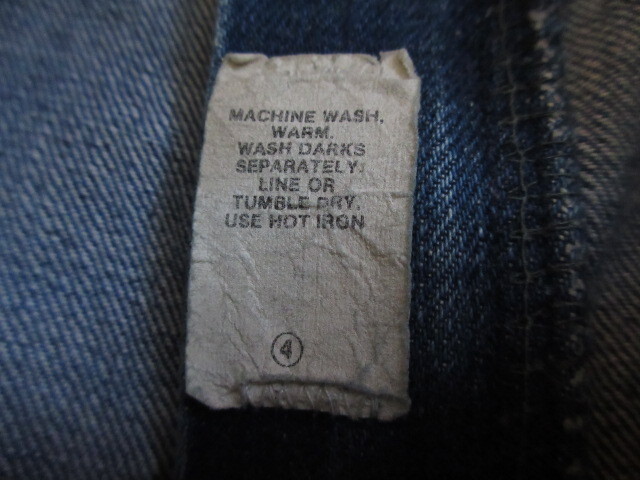 MACHINE WASH,
WARM.
WASH DARKS
SEPARATELY;
LINE OR
TUMBLE DRY.
USE HOT IRON
4